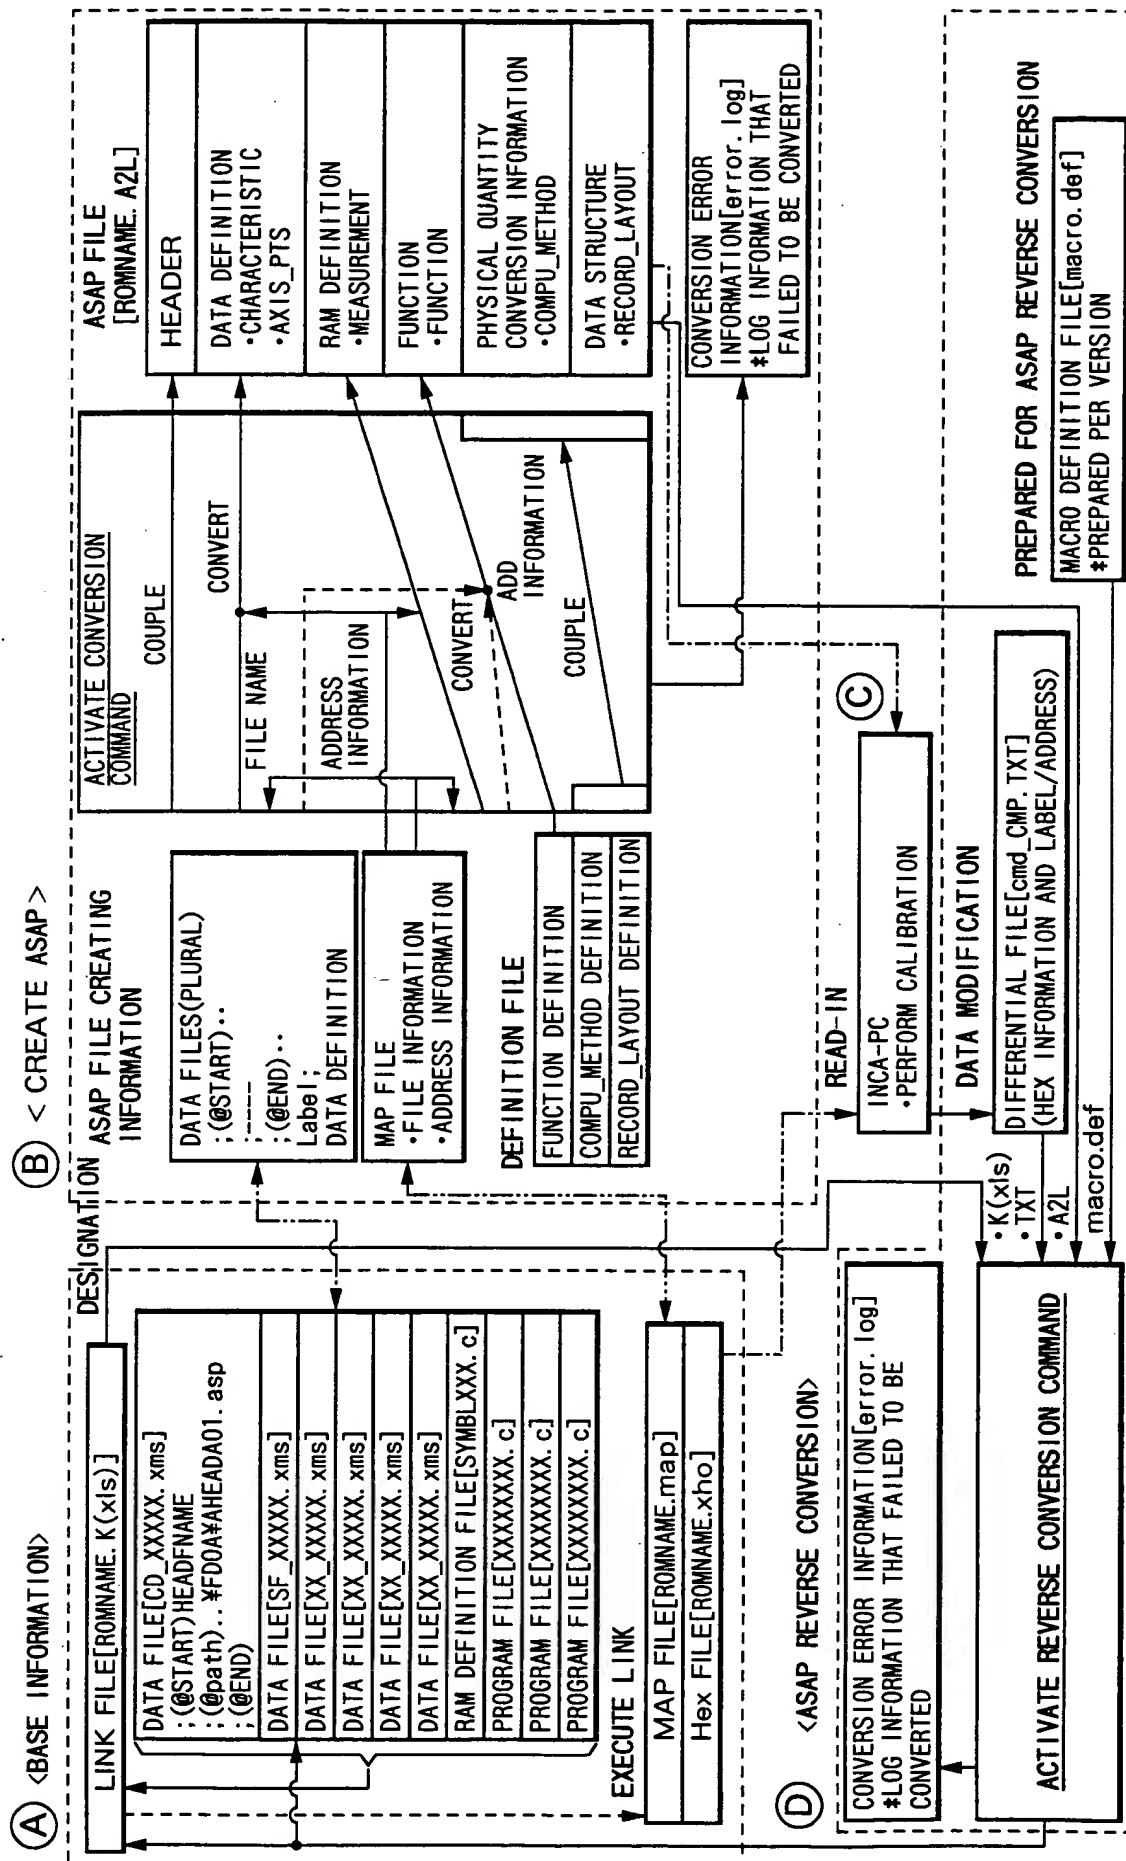 A <BASE INFORMATION>
LINK FILE[ROMNAME.K(xls)]
DATA FILE[CD_XXXXX.xms]
;(@START)HEADFNAME
;(@path)..¥FD0A¥AHEADA01.asp
;(@END)
DATA FILE[SF_XXXXX.xms]
DATA FILE[XX_XXXXX.xms]
DATA FILE[XX_XXXXX.xms]
DATA FILE[XX_XXXXX.xms]
DATA FILE[XX_XXXXX.xms]
RAM DEFINITION FILE[SYMBLXXX.c]
PROGRAM FILE[XXXXXXXX.c]
PROGRAM FILE[XXXXXXXX.c]
PROGRAM FILE[XXXXXXXX.c]
EXECUTE LINK
MAP FILE[ROMNAME.map]
Hex FILE[ROMNAME.xho]
DESIGNATION
B <CREATE ASAP>
ASAP FILE CREATING
INFORMATION
DATA FILES(PLURAL)
;(@START)..
;-----
;(@END)..
Label;
DATA DEFINITION
MAP FILE
•FILE INFORMATION
•ADDRESS INFORMATION
DEFINITION FILE
FUNCTION DEFINITION
COMPU_METHOD DEFINITION
RECORD_LAYOUT DEFINITION
ACTIVATE CONVERSION
COMMAND
COUPLE
FILE NAME
CONVERT
ADDRESS
INFORMATION
CONVERT
ADD
INFORMATION
COUPLE
ASAP FILE
[ROMNAME.A2L]
HEADER
DATA DEFINITION
•CHARACTERISTIC
•AXIS_PTS
RAM DEFINITION
•MEASUREMENT
FUNCTION
•FUNCTION
PHYSICAL QUANTITY
CONVERSION INFORMATION
•COMPU_METHOD
DATA STRUCTURE
•RECORD_LAYOUT
CONVERSION ERROR
INFORMATION[error.log]
*LOG INFORMATION THAT
FAILED TO BE CONVERTED
READ-IN
C
INCA-PC
•PERFORM CALIBRATION
DATA MODIFICATION
DIFFERENTIAL FILE[cmd_CMP.TXT]
(HEX INFORMATION AND LABEL/ADDRESS)
PREPARED FOR ASAP REVERSE CONVERSION
MACRO DEFINITION FILE[macro.def]
*PREPARED PER VERSION
D <ASAP REVERSE CONVERSION>
CONVERSION ERROR INFORMATION[error.log]
*LOG INFORMATION THAT FAILED TO BE
CONVERTED
•K(xls)
•TXT
•A2L
macro.def
ACTIVATE REVERSE CONVERSION COMMAND